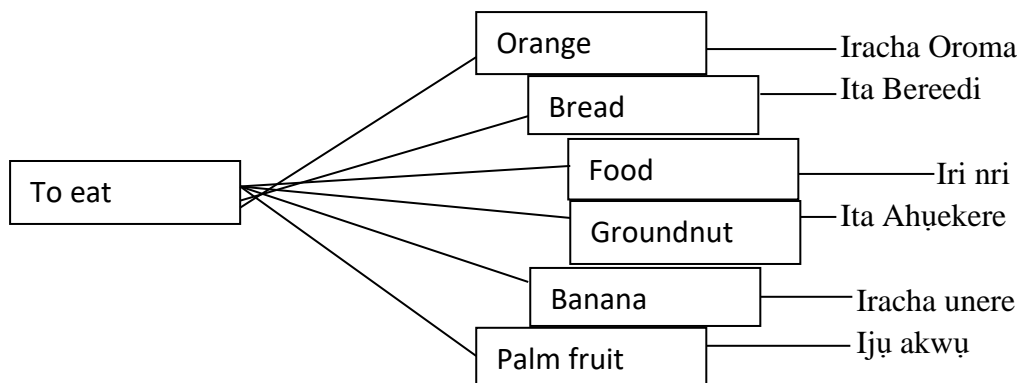 Orange
Iracha Oroma
Bread
Ita Bereedi
To eat
Food
Iri nri
Groundnut
Ita Ahụekere
Banana
Iracha unere
Palm fruit
Ijụ akwụ